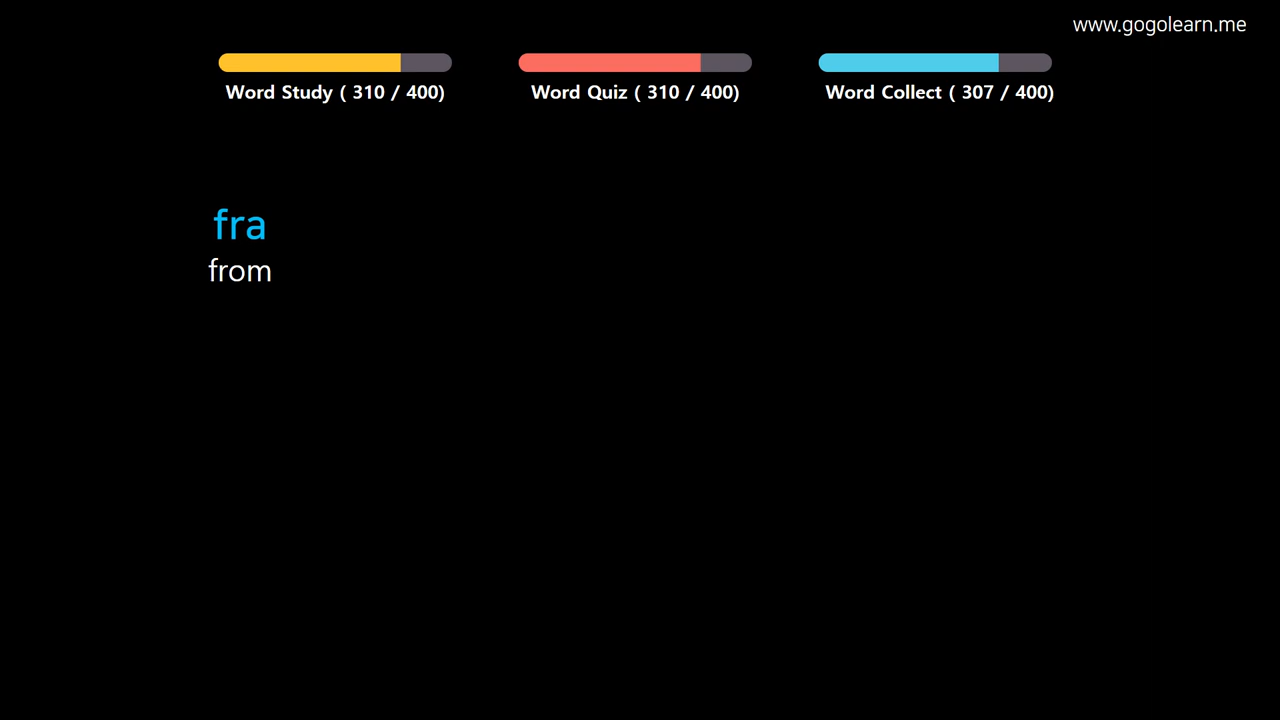 www.gogolearn.me
Word Study ( 310 / 400)
Word Quiz ( 310 / 400)
Word Collect ( 307 / 400)
fra
from